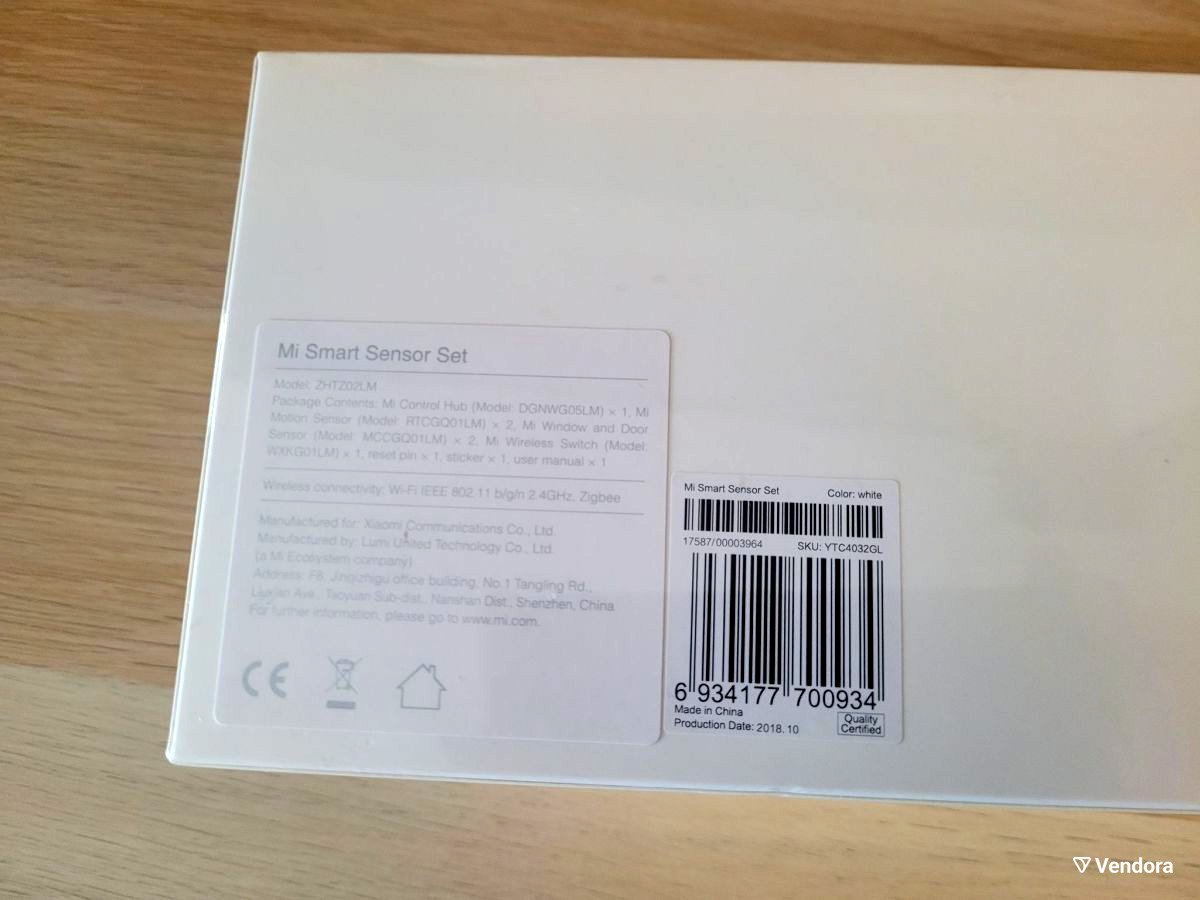 Mi Smart Sensor Set
Model: ZHTZ02LM
Package Contents: Mi Control Hub (Model: DGNWG05LM) × 1, Mi
Motion Sensor (Model: RTCGQ01LM) × 2, Mi Window and Door
Sensor (Model: MCCGQ01LM) × 2, Mi Wireless Switch (Model:
WXKG01LM) × 1, reset pin × 1, sticker × 1, user manual × 1
Wireless connectivity: Wi-Fi IEEE 802.11 b/g/n 2.4GHz, Zigbee
Manufactured for: Xiaomi Communications Co., Ltd.
Manufactured by: Lumi United Technology Co., Ltd.
(a Mi Ecosystem company)
Address: F8, Jinqizhigu office building, No.1 Tangling Rd.,
Liuxian Ave., Taoyuan Sub-dist., Nanshan Dist., Shenzhen, China
For further information, please go to www.mi.com.
CE
Mi Smart Sensor Set Color: white
17587/00003964 SKU: YTC4032GL
6 934177 700934
Made in China
Production Date: 2018.10
Quality
Certified
Vendora